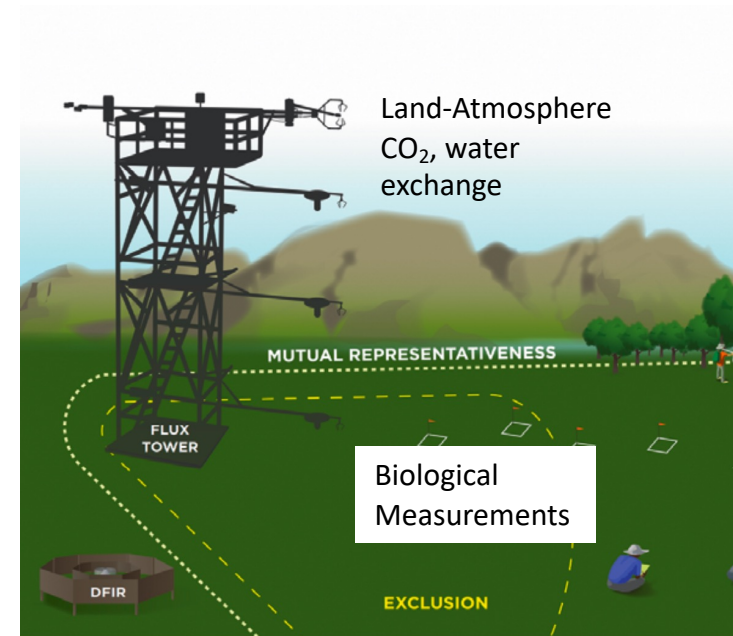 Land-Atmosphere
CO₂, water
exchange
MUTUAL REPRESENTATIVENESS
FLUX
TOWER
Biological
Measurements
DFIR
EXCLUSION